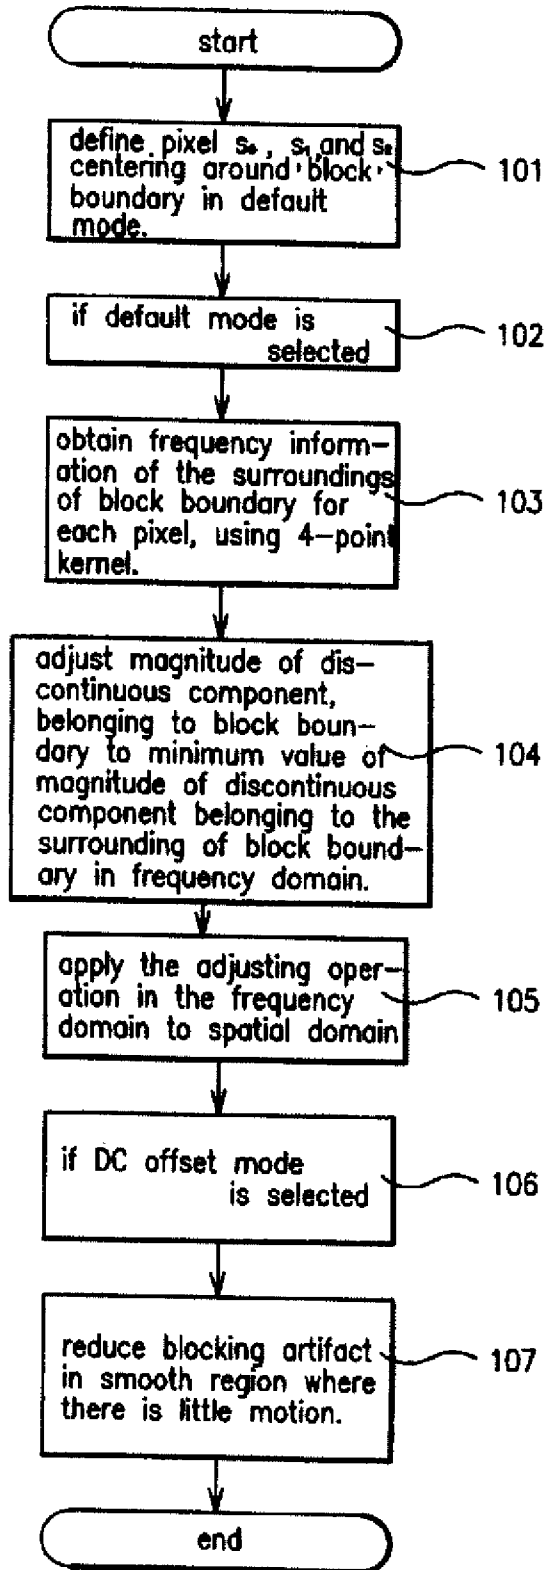 start
define pixel s₀, s₁, and s₂
centering around block
boundary in default
mode.
101
if default mode is
selected
102
obtain frequency inform-
ation of the surroundings
of block boundary for
each pixel, using 4-point
kernel.
103
adjust magnitude of dis-
continuous component,
belonging to block boun-
dary to minimum value of
magnitude of discontinuous
component belonging to the
surrounding of block bound-
ary in frequency domain.
104
apply the adjusting oper-
ation in the frequency
domain to spatial domain
105
if DC offset mode
is selected
106
reduce blocking artifact
in smooth region where
there is little motion.
107
end